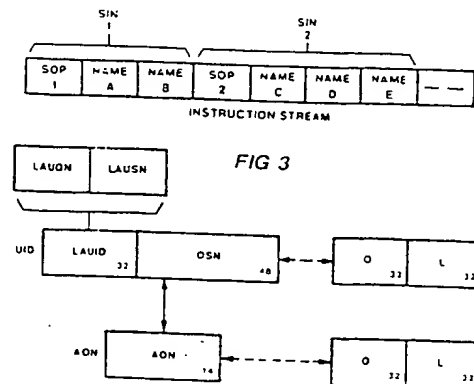 SIN 1
SIN 2
SOP 1 NAME A NAME B SOP 2 NAME C NAME D NAME E
INSTRUCTION STREAM
FIG 3
LAUGN LAUSN
UID LAUID 32 OSN 48 O 32 L 32
AON AON 14 O 32 L 32